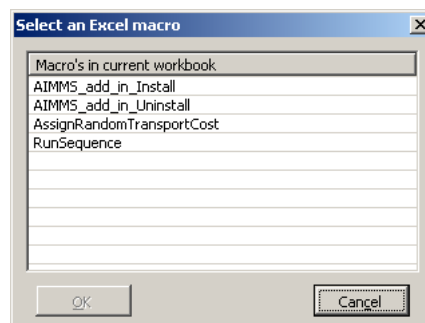 Select an Excel macro
Macro's in current workbook
AIMMS_add_in_Install
AIMMS_add_in_Uninstall
AssignRandomTransportCost
RunSequence
OK
Cancel